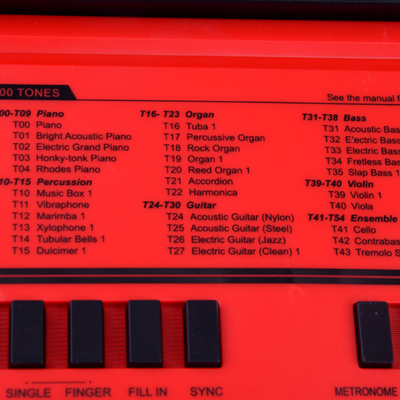 00 TONES
See the manual f
00-T09 Piano
T00 Piano
T01 Bright Acoustic Piano
T02 Electric Grand Piano
T03 Honky-tonk Piano
T04 Rhodes Piano
10-T15 Percussion
T10 Music Box 1
T11 Vibraphone
T12 Marimba 1
T13 Xylophone 1
T14 Tubular Bells 1
T15 Dulcimer 1
T16- T23 Organ
T16 Tuba 1
T17 Percussive Organ
T18 Rock Organ
T19 Organ 1
T20 Reed Organ 1
T21 Accordion
T22 Harmonica
T24-T30 Guitar
T24 Acoustic Guitar (Nylon)
T25 Acoustic Guitar (Steel)
T26 Electric Guitar (Jazz)
T27 Electric Guitar (Clean) 1
T31-T38 Bass
T31 Acoustic Bas
T32 E'ectric Bass
T33 Electric Bass
T34 Fretless Bass
T35 Slap Bass 1
T39-T40 Violin
T39 Violin 1
T40 Viola
T41-T54 Ensemble
T41 Cello
T42 Contrabas
T43 Tremolo S
SINGLE FINGER FILL IN SYNC METRONOME